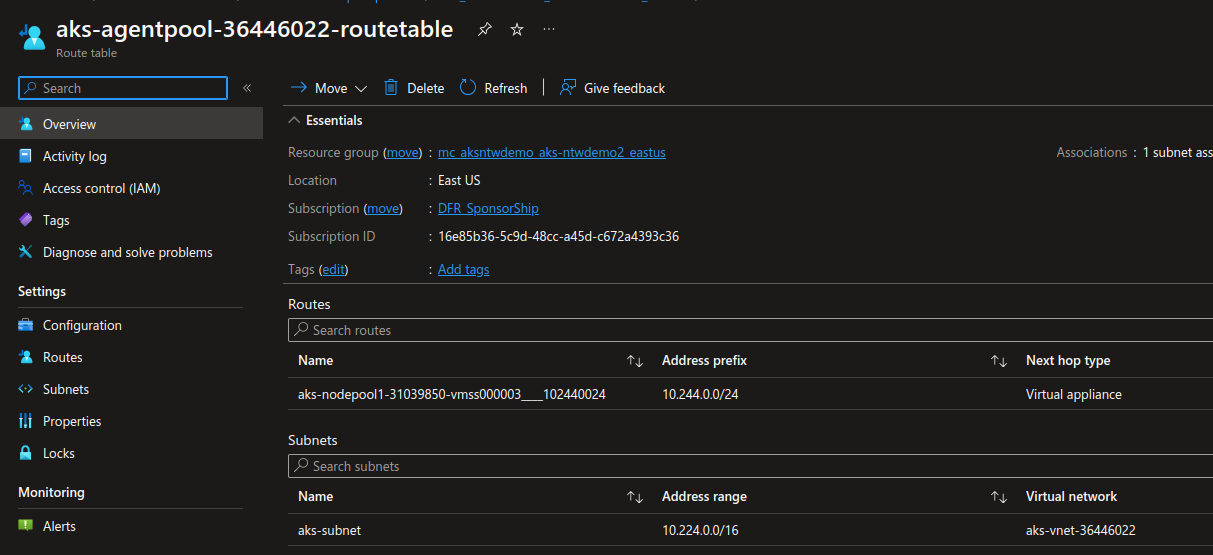 aks-agentpool-36446022-routetable
Route table
Search
Move
Delete
Refresh
Give feedback
Overview
Activity log
Access control (IAM)
Tags
Diagnose and solve problems
Settings
Configuration
Routes
Subnets
Properties
Locks
Monitoring
Alerts
Essentials
Resource group (move) : mc_aksntwdemo_aks-ntwdemo2_eastus
Associations : 1 subnet ass
Location : East US
Subscription (move) : DFR_SponsorShip
Subscription ID : 16e85b36-5c9d-48cc-a45d-c672a4393c36
Tags (edit) : Add tags
Routes
Search routes
Name Address prefix Next hop type
aks-nodepool1-31039850-vmss000003____102440024 10.244.0.0/24 Virtual appliance
Subnets
Search subnets
Name Address range Virtual network
aks-subnet 10.224.0.0/16 aks-vnet-36446022